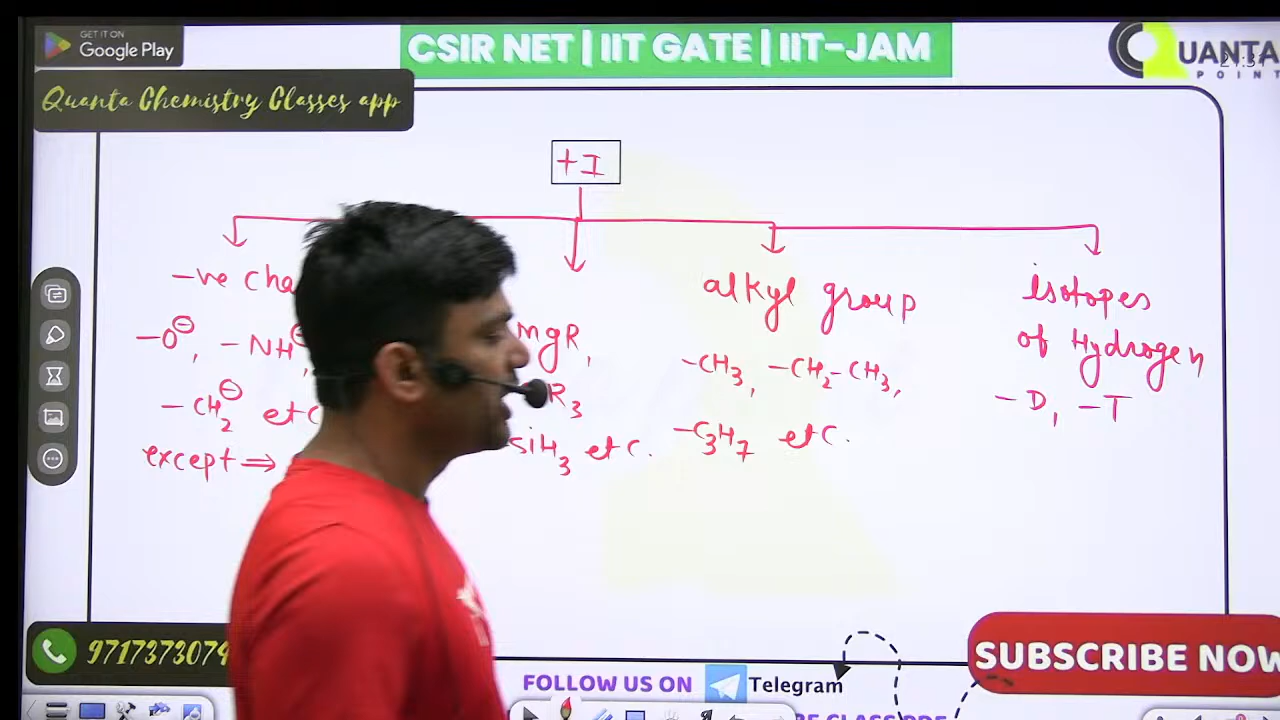 GET IT ON
Google Play
CSIR NET | IIT GATE | IIT-JAM
UANTA
POINT
Quanta Chemistry Classes app
+I
-ve
alkyl group
isotopes
of Hydrogen
-O⊖, -NH
MgR,
-CH3, -CH2-CH3,
-D, -T
-CH2⊖ etc
R3
-C3H7 etc.
except ⇒
SiH3 etc.
9717373079
FOLLOW US ON
Telegram
SUBSCRIBE NOW